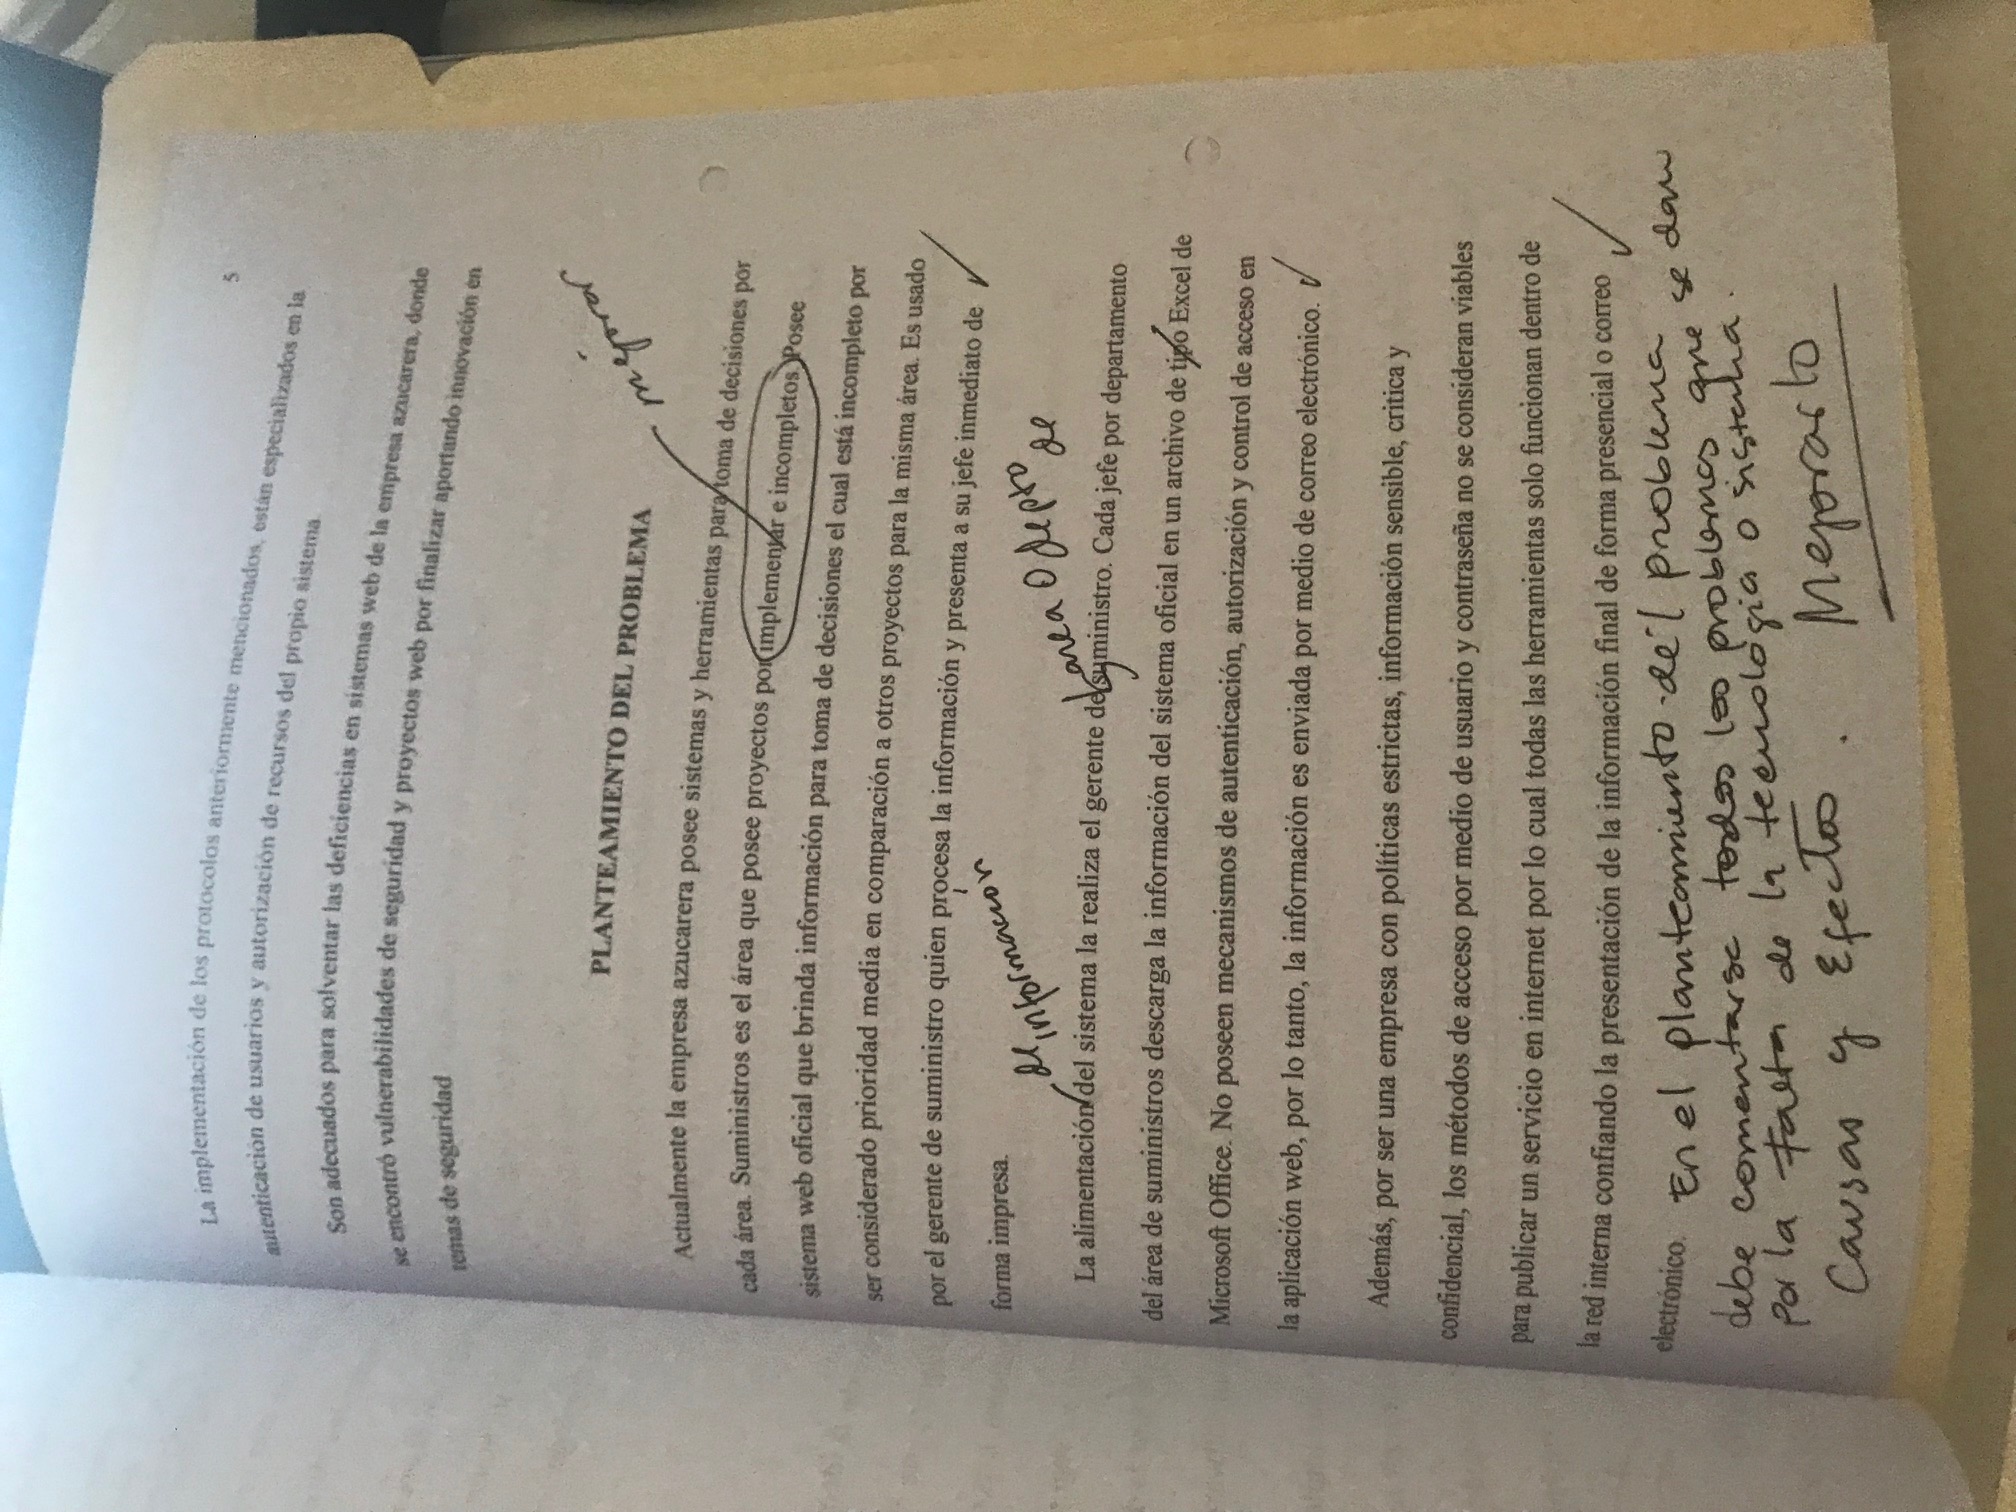 5
La implementación de los protocolos anteriormente mencionados, están especializados en la
autenticación de usuarios y autorización de recursos del propio sistema.
Son adecuados para solventar las deficiencias en sistemas web de la empresa azucarera, donde
se encontró vulnerabilidades de seguridad y proyectos web por finalizar aportando innovación en
temas de seguridad
PLANTEAMIENTO DEL PROBLEMA
mejorar
Actualmente la empresa azucarera posee sistemas y herramientas para toma de decisiones por
cada área. Suministros es el área que posee proyectos por implementar e incompletos. Posee
sistema web oficial que brinda información para toma de decisiones el cual está incompleto por
ser considerado prioridad media en comparación a otros proyectos para la misma área. Es usado
por el gerente de suministro quien procesa la información y presenta a su jefe inmediato de
forma impresa.
de información
area o depto de
La alimentación del sistema la realiza el gerente de suministro. Cada jefe por departamento
del área de suministros descarga la información del sistema oficial en un archivo de tipo Excel de
Microsoft Office. No poseen mecanismos de autenticación, autorización y control de acceso en
la aplicación web, por lo tanto, la información es enviada por medio de correo electrónico.
Además, por ser una empresa con políticas estrictas, información sensible, critica y
confidencial, los métodos de acceso por medio de usuario y contraseña no se consideran viables
para publicar un servicio en internet por lo cual todas las herramientas solo funcionan dentro de
la red interna confiando la presentación de la información final de forma presencial o correo
electrónico.
En el planteamiento del problema
debe comentarse todos los problemas que se dan
por la Falta de la tecnología o sistema.
Causas y Efectos. Mejorarlo